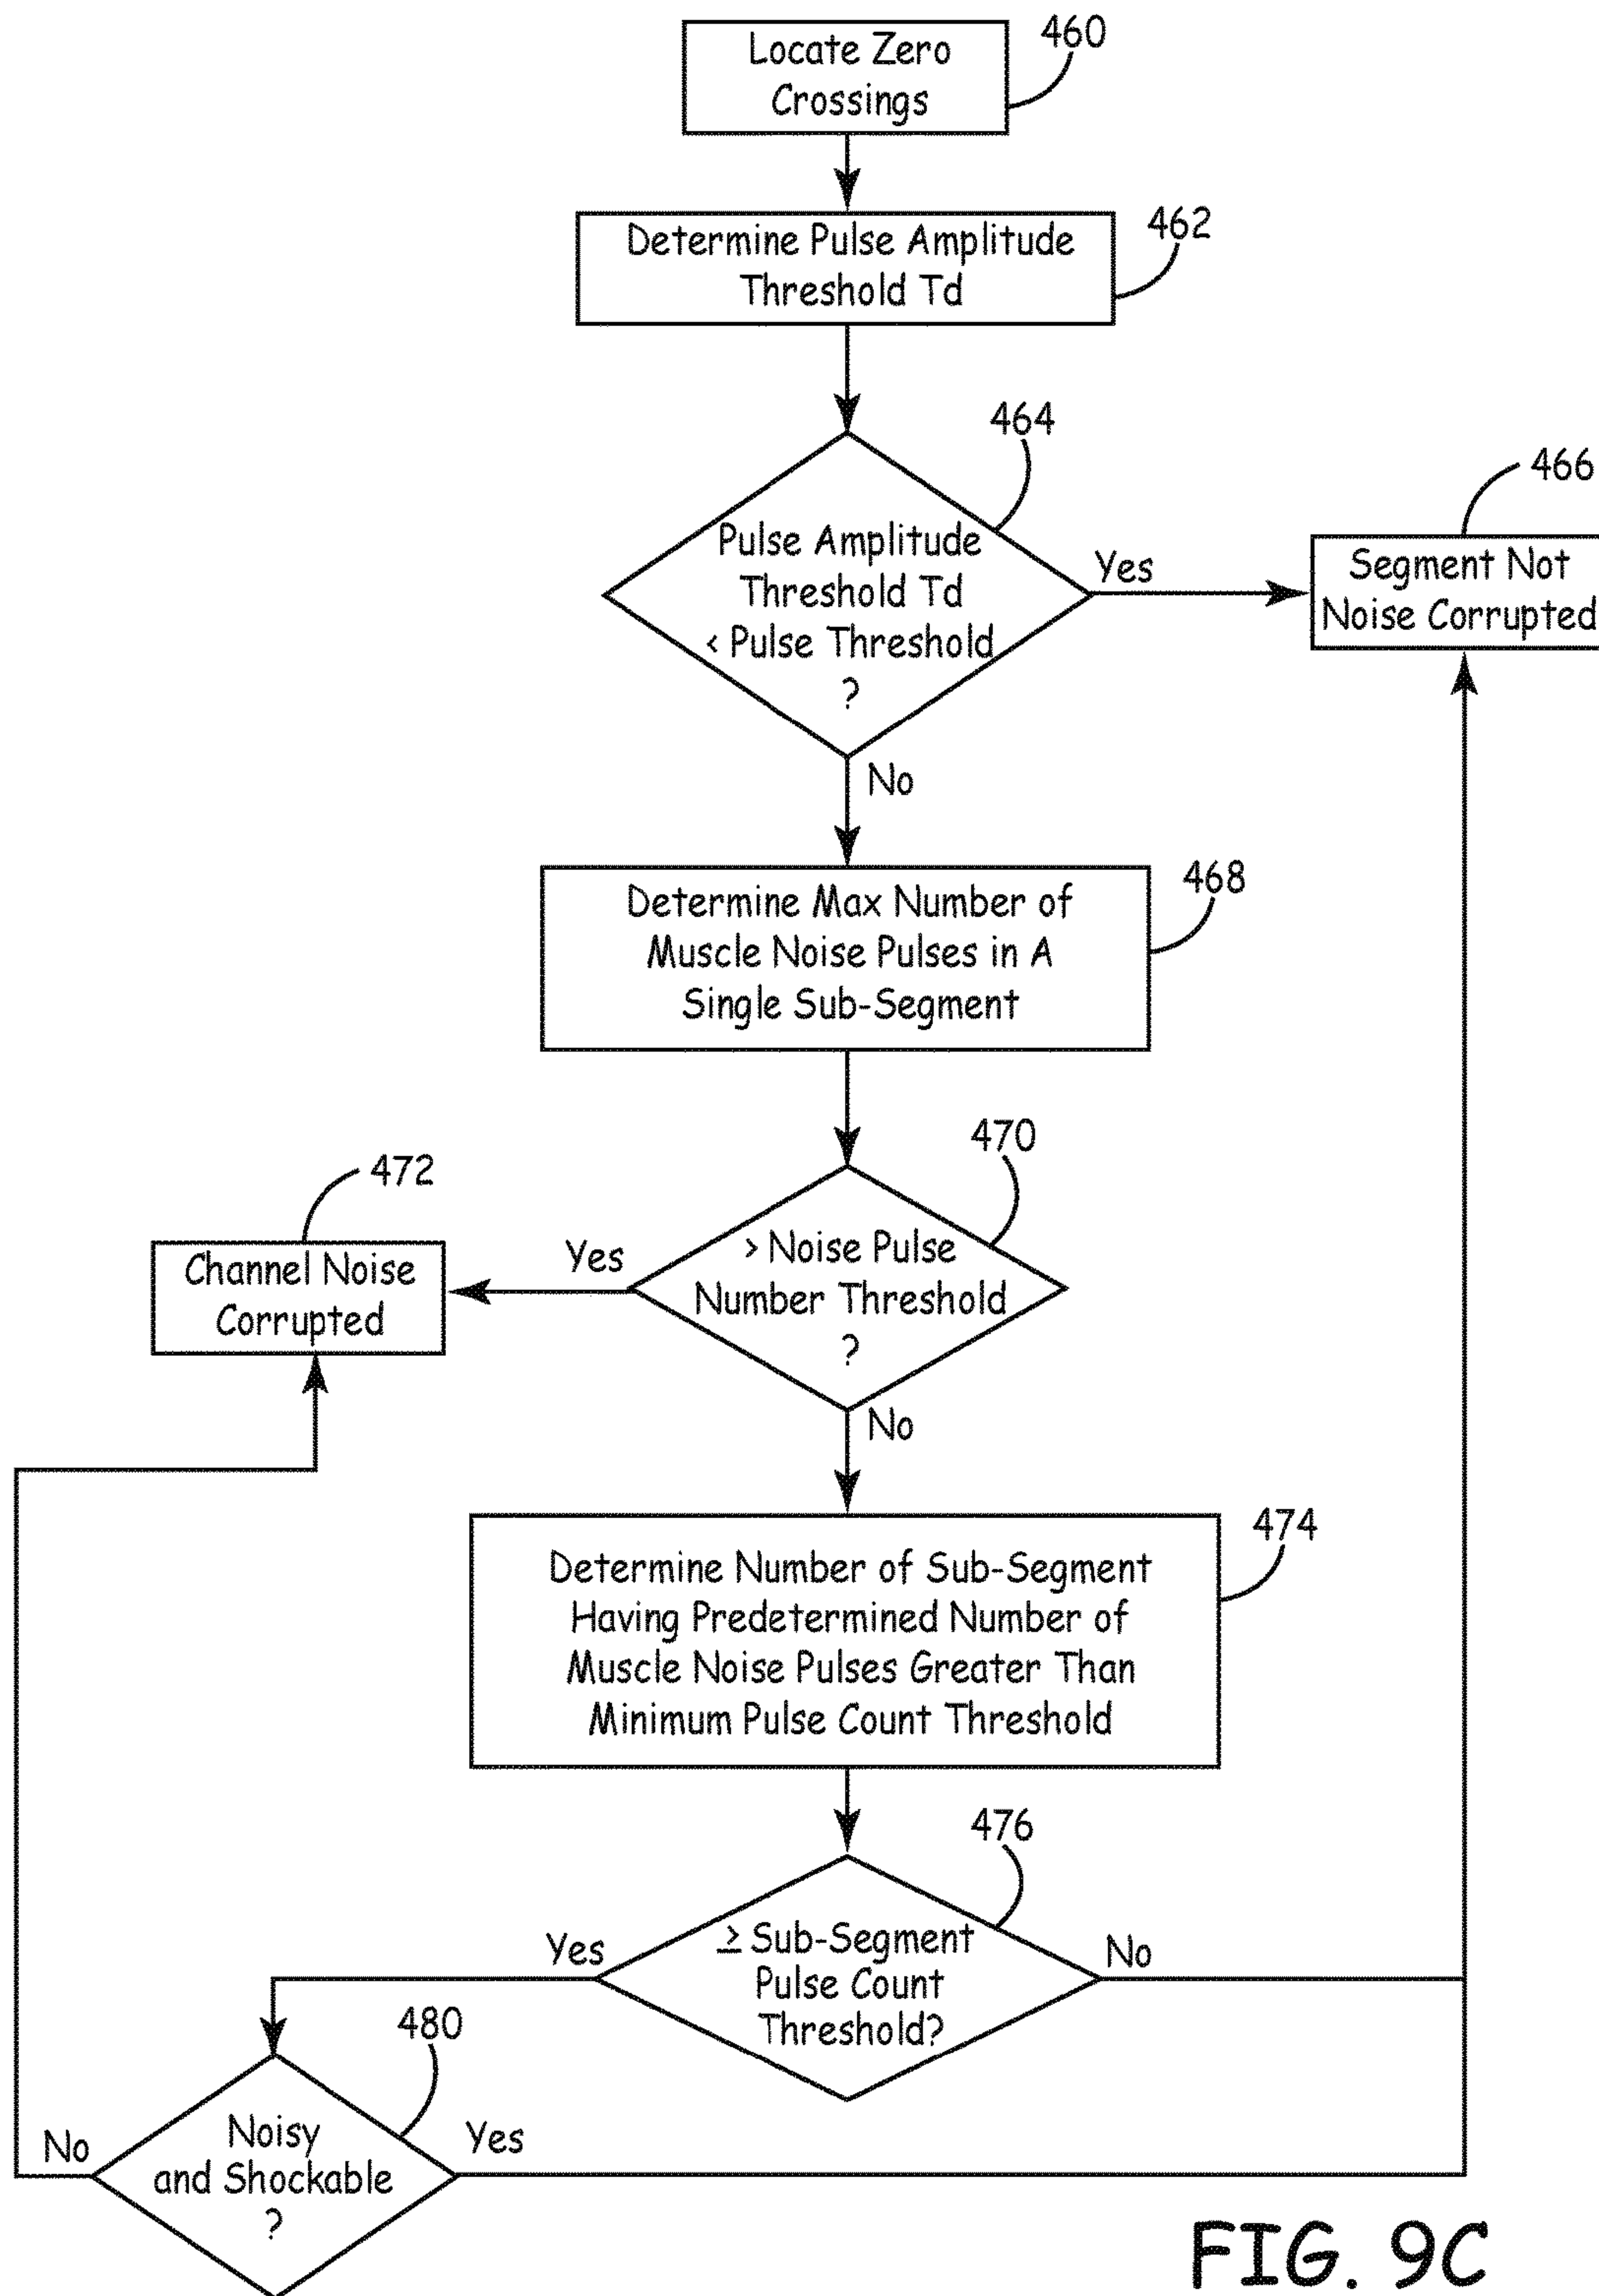 Locate Zero
Crossings
460
Determine Pulse Amplitude
Threshold Td
462
Pulse Amplitude
Threshold Td
< Pulse Threshold
?
464
Yes
Segment Not
Noise Corrupted
466
No
Determine Max Number of
Muscle Noise Pulses in A
Single Sub-Segment
468
> Noise Pulse
Number Threshold
?
470
Yes
Channel Noise
Corrupted
472
No
Determine Number of Sub-Segment
Having Predetermined Number of
Muscle Noise Pulses Greater Than
Minimum Pulse Count Threshold
474
≥ Sub-Segment
Pulse Count
Threshold?
476
Yes
No
Noisy
and Shockable
?
480
No
Yes
FIG. 9C